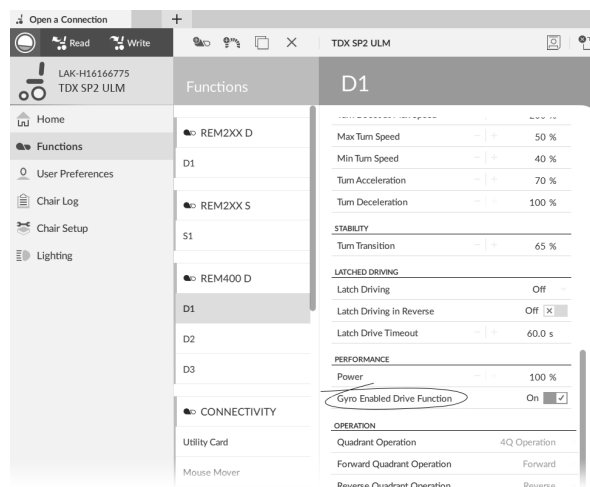 Open a Connection
+
Read
Write
TDX SP2 ULM
LAK-H16166775
TDX SP2 ULM
Home
Functions
User Preferences
Chair Log
Chair Setup
Lighting
Functions
REM2XX D
D1
REM2XX S
S1
REM400 D
D1
D2
D3
CONNECTIVITY
Utility Card
Mouse Mover
D1
Max Turn Speed - + 50 %
Min Turn Speed - + 40 %
Turn Acceleration - + 70 %
Turn Deceleration - + 100 %
STABILITY
Turn Transition - + 65 %
LATCHED DRIVING
Latch Driving Off
Latch Driving in Reverse Off
Latch Drive Timeout - + 60.0 s
PERFORMANCE
Power - + 100 %
Gyro Enabled Drive Function On
OPERATION
Quadrant Operation 4Q Operation
Forward Quadrant Operation Forward
Reverse Quadrant Operation Reverse